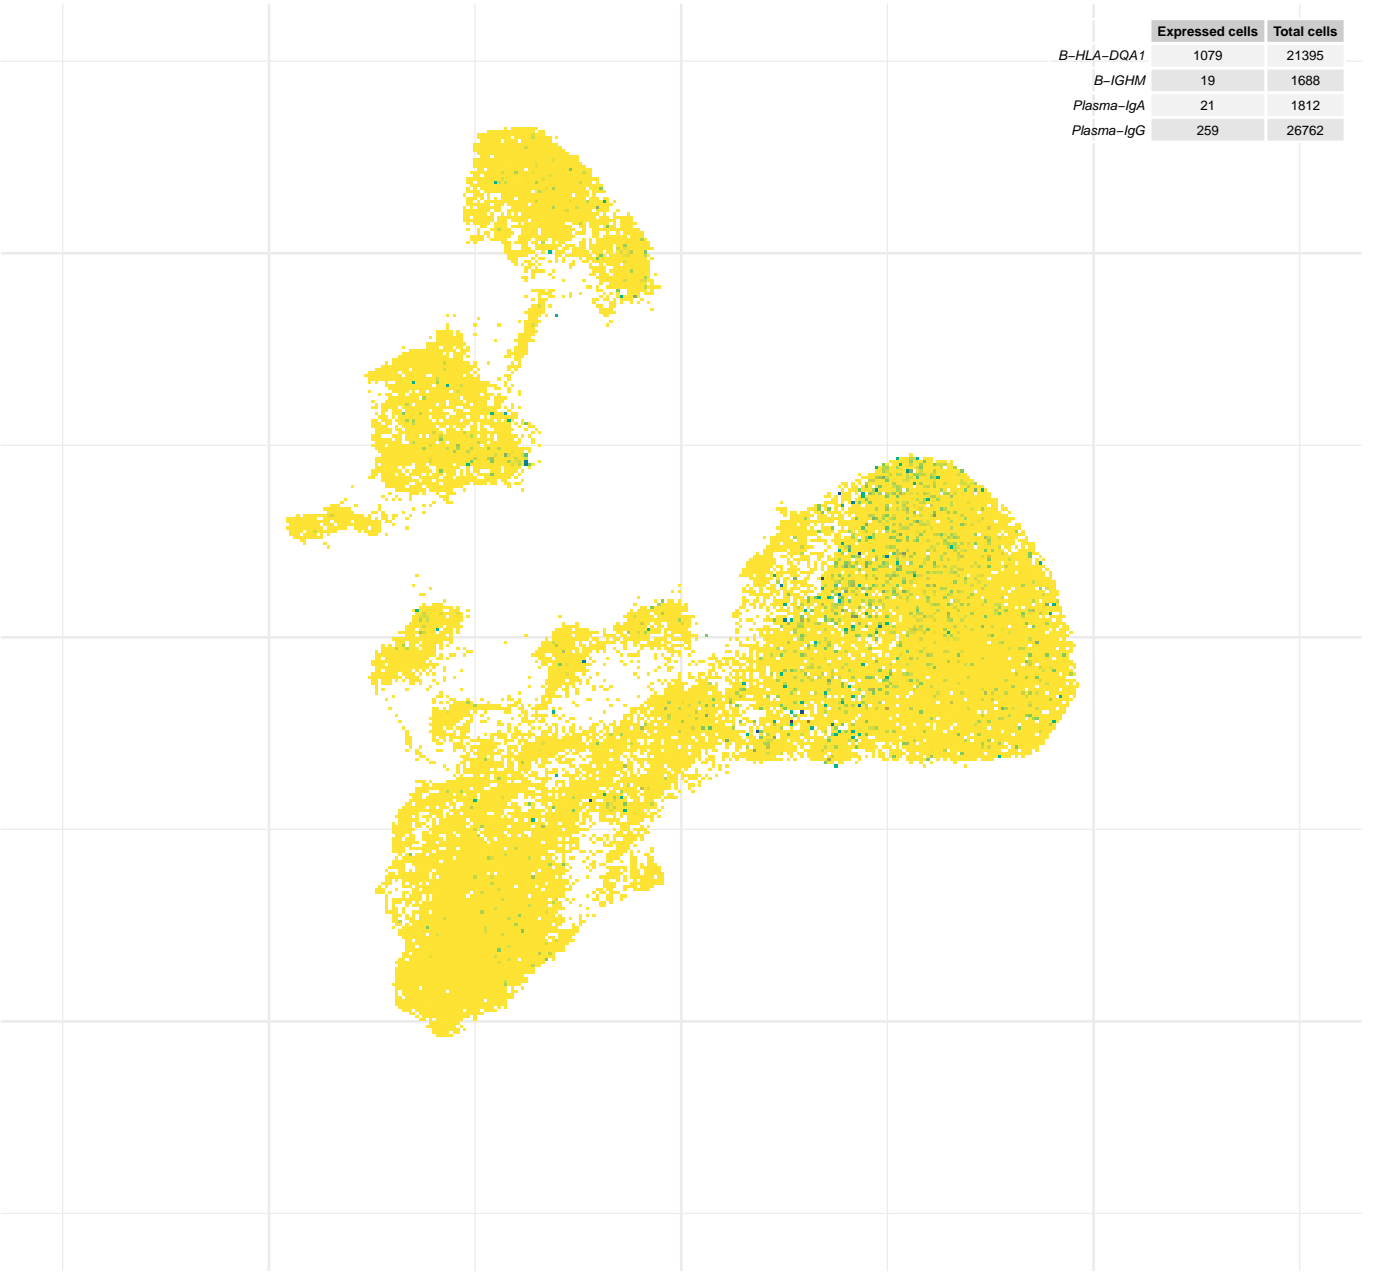 Expressed cells Total cells
B−HLA−DQA1 1079 21395
B−IGHM 19 1688
Plasma−IgA 21 1812
Plasma−IgG 259 26762